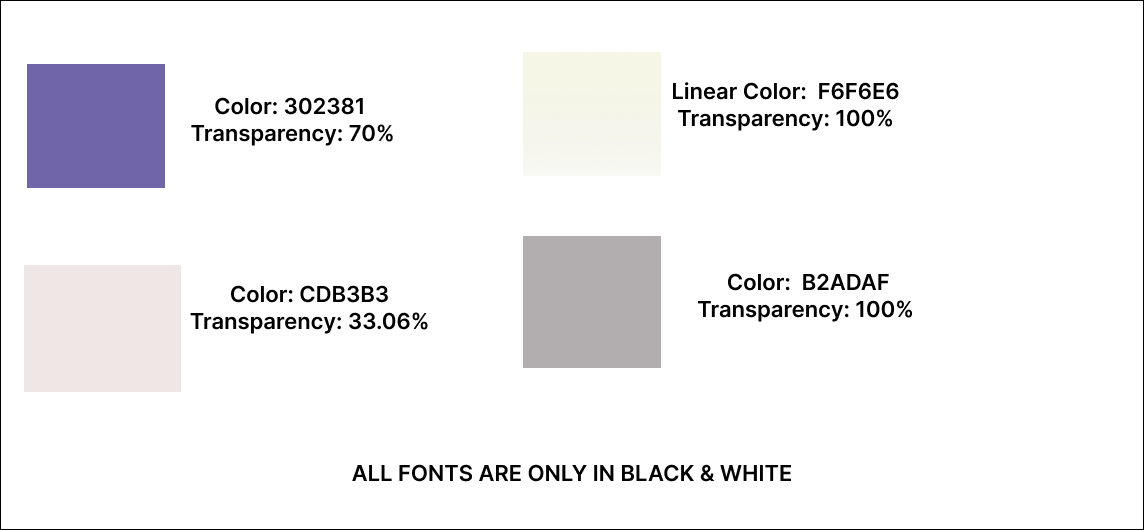 Color: 302381
Transparency: 70%
Linear Color:  F6F6E6
Transparency: 100%
Color: CDB3B3
Transparency: 33.06%
Color:  B2ADAF
Transparency: 100%
ALL FONTS ARE ONLY IN BLACK & WHITE